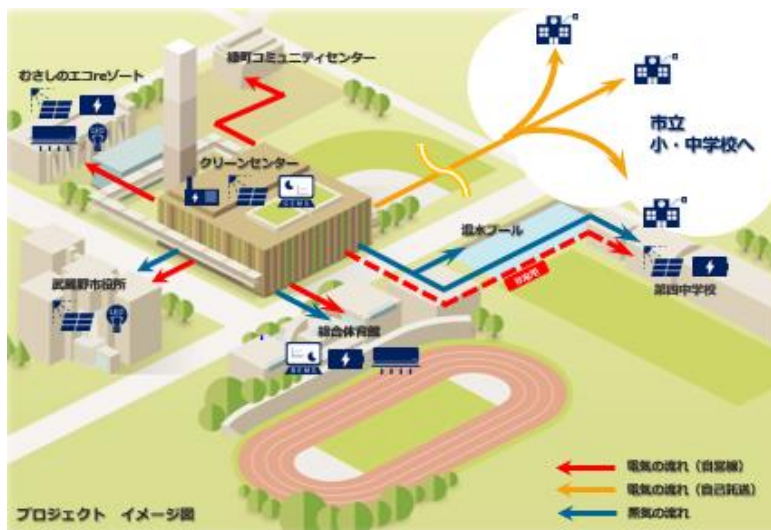 緑町コミュニティセンター
むさしのエコreゾート
クリーンセンター
市立
小・中学校へ
温水プール
武蔵野市役所
第四中学校
総合体育館
電気の流れ（自営線）
電気の流れ（自己託送）
蒸気の流れ
プロジェクト イメージ図